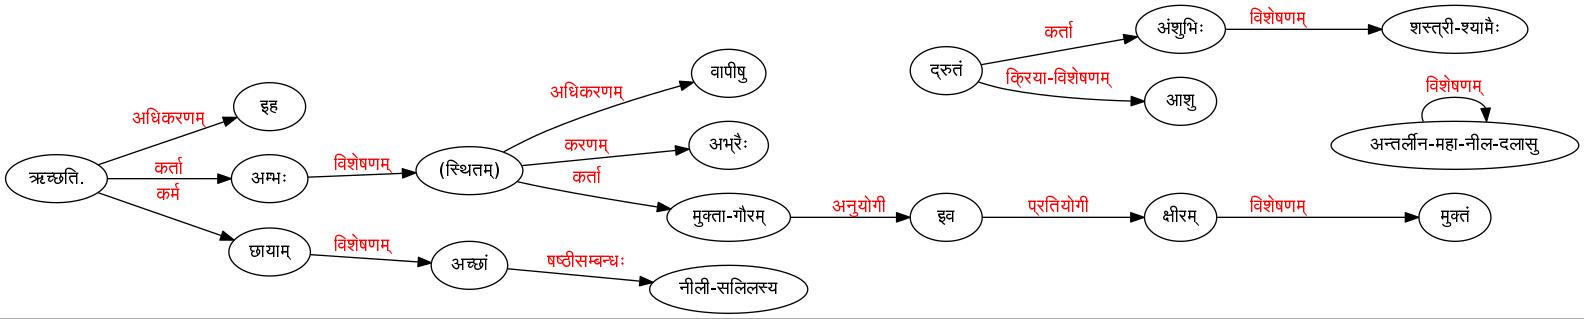 कर्ता
अंशुभिः
विशेषणम्
शस्त्री-श्यामैः
द्रुतं
क्रिया-विशेषणम्
आशु
विशेषणम्
अन्तर्लीन-महा-नील-दलासु
अधिकरणम्
इह
अधिकरणम्
वापीषु
ऋच्छति.
कर्ता
अम्भः
विशेषणम्
(स्थितम्)
करणम्
अभ्रैः
कर्म
कर्ता
मुक्ता-गौरम्
अनुयोगी
इव
प्रतियोगी
क्षीरम्
विशेषणम्
मुक्तं
छायाम्
विशेषणम्
अच्छां
षष्ठीसम्बन्धः
नीली-सलिलस्य